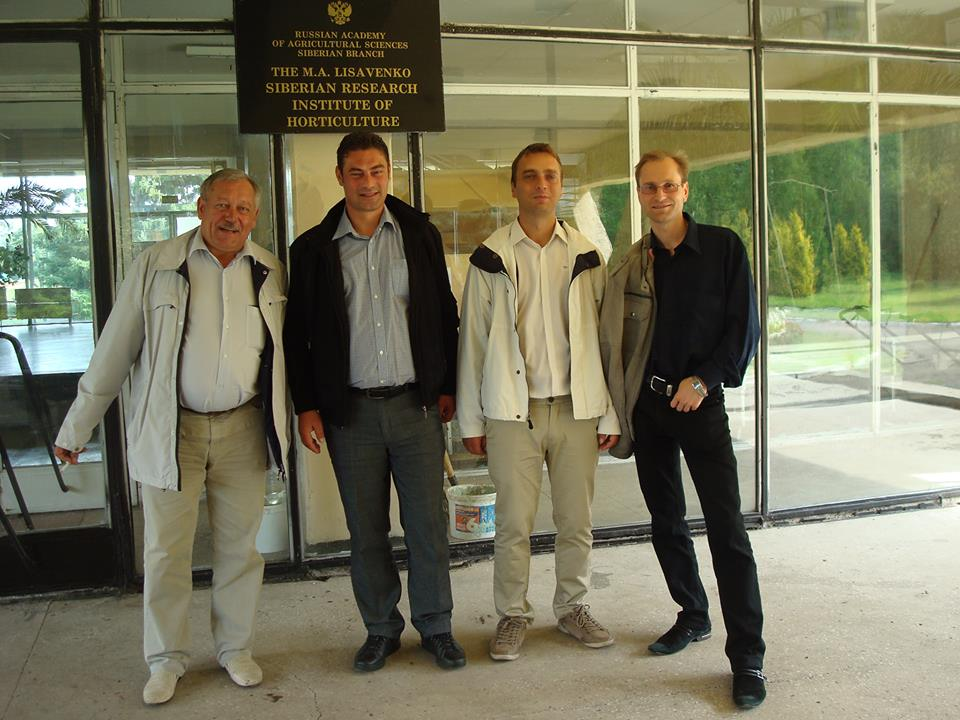 RUSSIAN ACADEMY
OF AGRICULTURAL SCIENCES
SIBERIAN BRANCH
THE M.A. LISAVENKO
SIBERIAN RESEARCH
INSTITUTE OF
HORTICULTURE